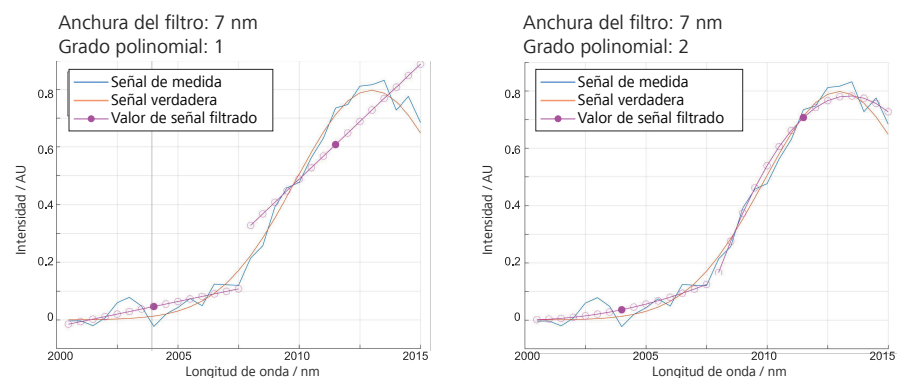 Anchura del filtro: 7 nm
Grado polinomial: 1
Señal de medida
Señal verdadera
Valor de señal filtrado
Intensidad / AU
0.8
0.6
0.4
0.2
0
2000
2005
2010
2015
Longitud de onda / nm
Anchura del filtro: 7 nm
Grado polinomial: 2
Señal de medida
Señal verdadera
Valor de señal filtrado
Intensidad / AU
0.8
0.6
0.4
0.2
0
2000
2005
2010
2015
Longitud de onda / nm